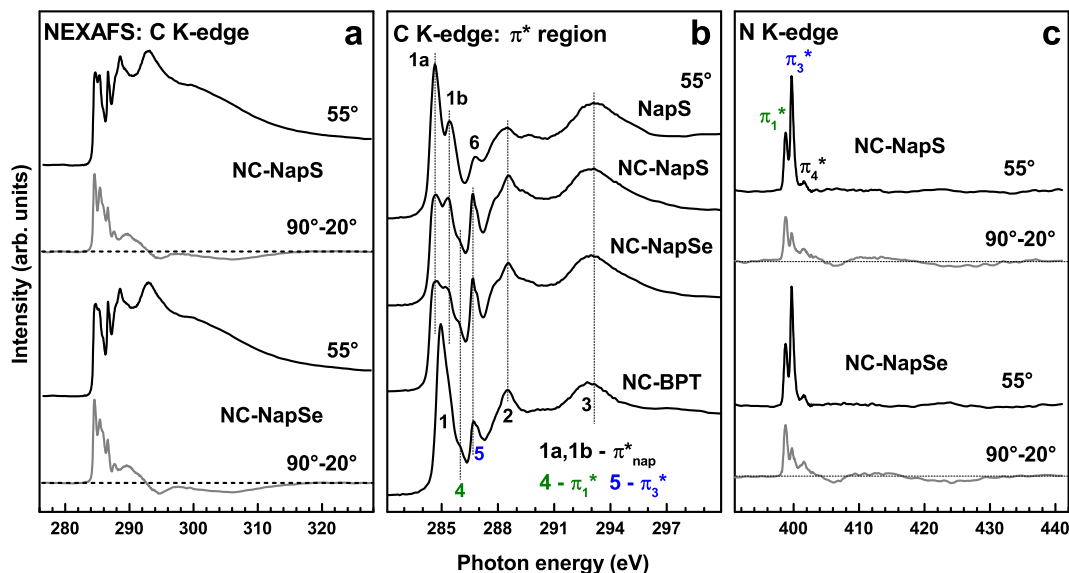 NEXAFS: C K-edge
a
55°
NC-NapS
90°-20°
55°
NC-NapSe
90°-20°
280 290 300 310 320
C K-edge: π* region
b
1a
55°
1b
NapS
6
NC-NapS
NC-NapSe
NC-BPT
1
2
3
5
4
1a,1b - π*nap
4 - π1* 5 - π3*
285 288 291 294 297
N K-edge
c
π3*
π1*
π4*
NC-NapS
55°
90°-20°
NC-NapSe
55°
90°-20°
400 410 420 430 440
Intensity (arb. units)
Photon energy (eV)